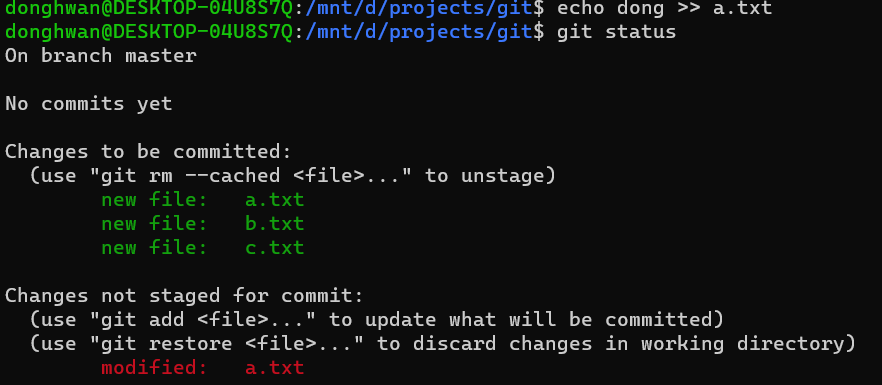 donghwan@DESKTOP-04U8S7Q:/mnt/d/projects/git$ echo dong >> a.txt
donghwan@DESKTOP-04U8S7Q:/mnt/d/projects/git$ git status
On branch master

No commits yet

Changes to be committed:
  (use "git rm --cached <file>..." to unstage)
        new file:   a.txt
        new file:   b.txt
        new file:   c.txt

Changes not staged for commit:
  (use "git add <file>..." to update what will be committed)
  (use "git restore <file>..." to discard changes in working directory)
        modified:   a.txt